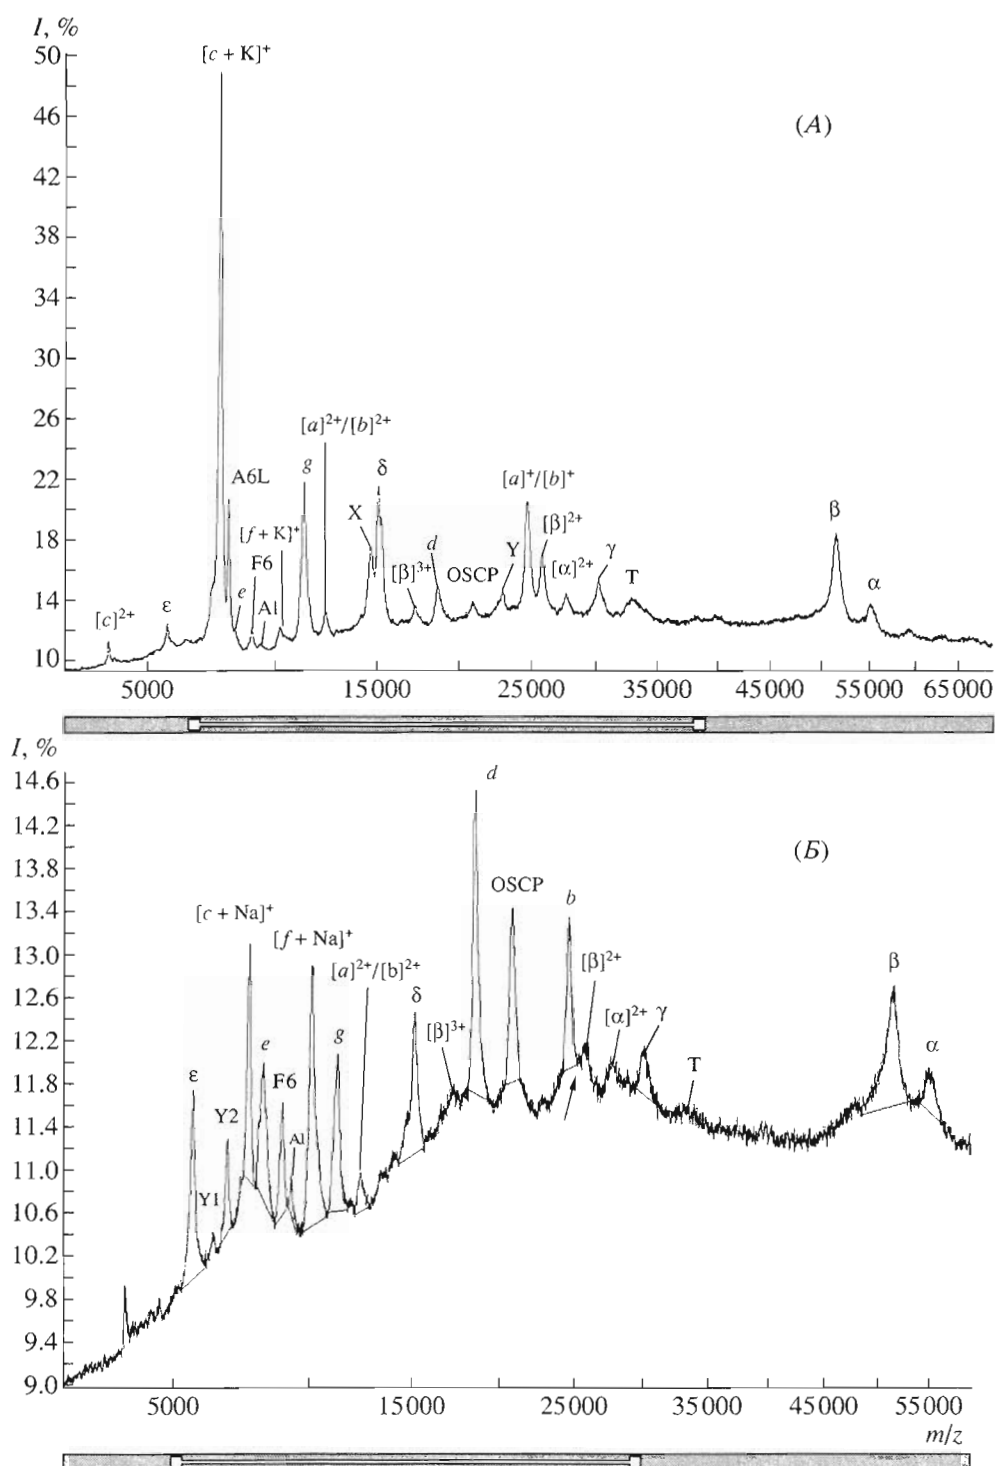 I, %
[c + K]⁺
50
(А)
46
42
38
34
30
26
[a]²⁺/[b]²⁺
g
δ
A6L
[a]⁺/[b]⁺
22
X
β
[f + K]⁺
[β]²⁺
18
F6
d
Y
[β]³⁺
OSCP
[α]²⁺
γ
T
e
A1
α
14
[c]²⁺
ε
10
5000 15000 25000 35000 45000 55000 65000
I, %
14.6
d
14.2
(Б)
13.8
OSCP
b
13.4
[c + Na]⁺
[f + Na]⁺
13.0
[a]²⁺/[b]²⁺
[β]²⁺
β
12.6
δ
[α]²⁺
γ
12.2
e
g
[β]³⁺
α
ε
F6
T
11.8
Y2
A1
11.4
11.0
Y1
10.6
10.2
9.8
9.4
9.0
5000 15000 25000 35000 45000 55000
m/z